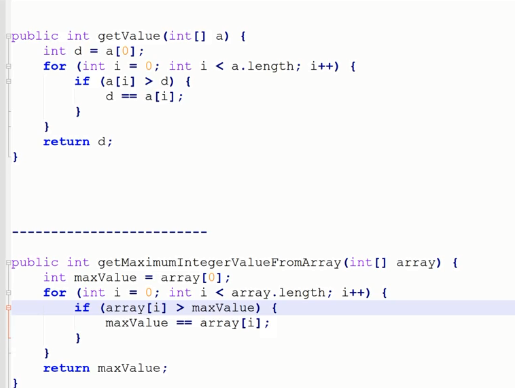 public int getValue(int[] a) {
    int d = a[0];
    for (int i = 0; int i < a.length; i++) {
        if (a[i] > d) {
            d == a[i];
        }
    }
    return d;
}
-------------------------
public int getMaximumIntegerValueFromArray(int[] array) {
    int maxValue = array[0];
    for (int i = 0; int i < array.length; i++) {
        if (array[i] > maxValue) {
            maxValue == array[i];
        }
    }
    return maxValue;
}